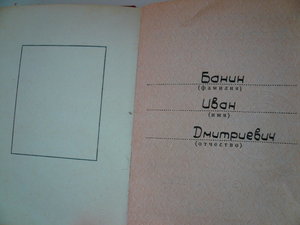 Банин
(фамилия)
Иван
(имя)
Дмитриевич
(отчество)